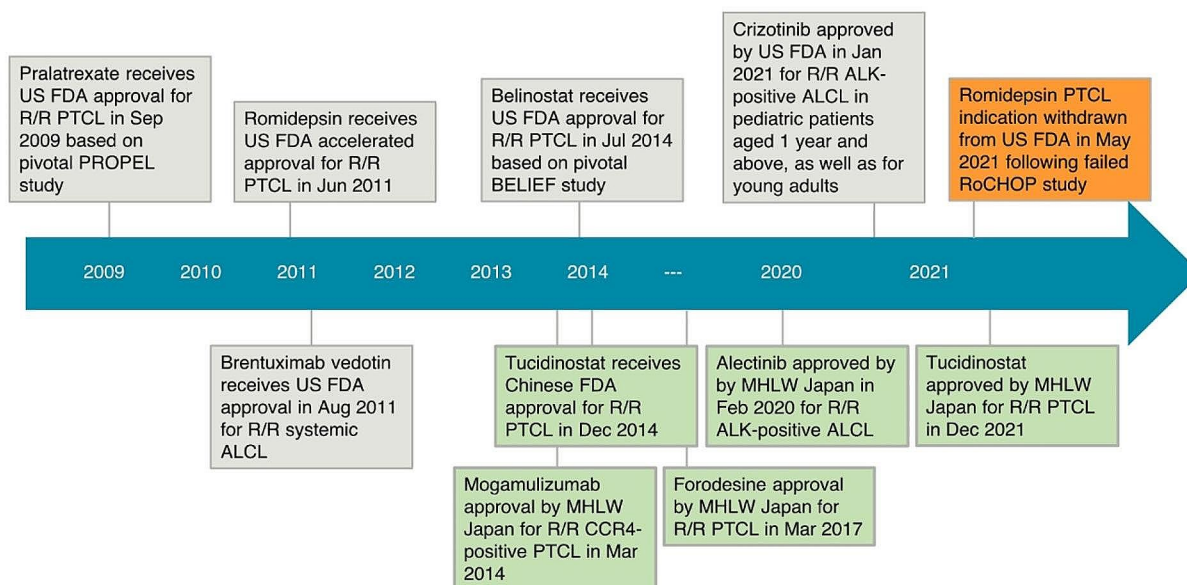 Pralatrexate receives
US FDA approval for
R/R PTCL in Sep
2009 based on
pivotal PROPEL
study
Romidepsin receives
US FDA accelerated
approval for R/R
PTCL in Jun 2011
Belinostat receives
US FDA approval for
R/R PTCL in Jul 2014
based on pivotal
BELIEF study
Crizotinib approved
by US FDA in Jan
2021 for R/R ALK-
positive ALCL in
pediatric patients
aged 1 year and
above, as well as for
young adults
Romidepsin PTCL
indication withdrawn
from US FDA in May
2021 following failed
RoCHOP study
2009 2010 2011 2012 2013 2014 --- 2020 2021
Brentuximab vedotin
receives US FDA
approval in Aug 2011
for R/R systemic
ALCL
Tucidinostat receives
Chinese FDA
approval for R/R
PTCL in Dec 2014
Alectinib approved by
by MHLW Japan in
Feb 2020 for R/R
ALK-positive ALCL
Tucidinostat
approved by MHLW
Japan for R/R PTCL
in Dec 2021
Mogamulizumab
approval by MHLW
Japan for R/R CCR4-
positive PTCL in Mar
2014
Forodesine approval
by MHLW Japan for
R/R PTCL in Mar 2017